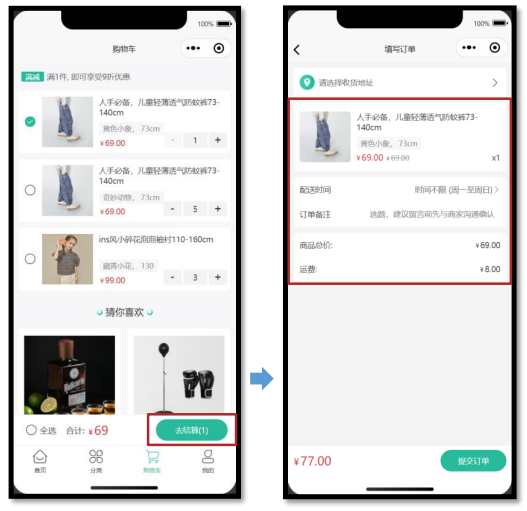 100%
购物车
满减 满1件, 即可享受9折优惠
人手必备，儿童轻薄透气防蚊裤73-
140cm
黄色小象， 73cm
¥69.00 - 1 +
人手必备，儿童轻薄透气防蚊裤73-
140cm
奇妙动物， 73cm
¥69.00 - 5 +
ins风小碎花泡泡袖衬110-160cm
130
¥99.00 - 3 +
猜你喜欢
全选 合计: ¥69 去结算(1)
首页 分类 购物车 我的
100%
填写订单
请选择收货地址
人手必备，儿童轻薄透气防蚊裤73-
140cm
黄色小象， 73cm
¥69.00 ¥69.00 x1
配送时间 时间不限 (周一至周日)
订单备注 选题，建议留言前先与商家沟通确认
商品总价: ¥69.00
运费: ¥8.00
¥77.00 提交订单